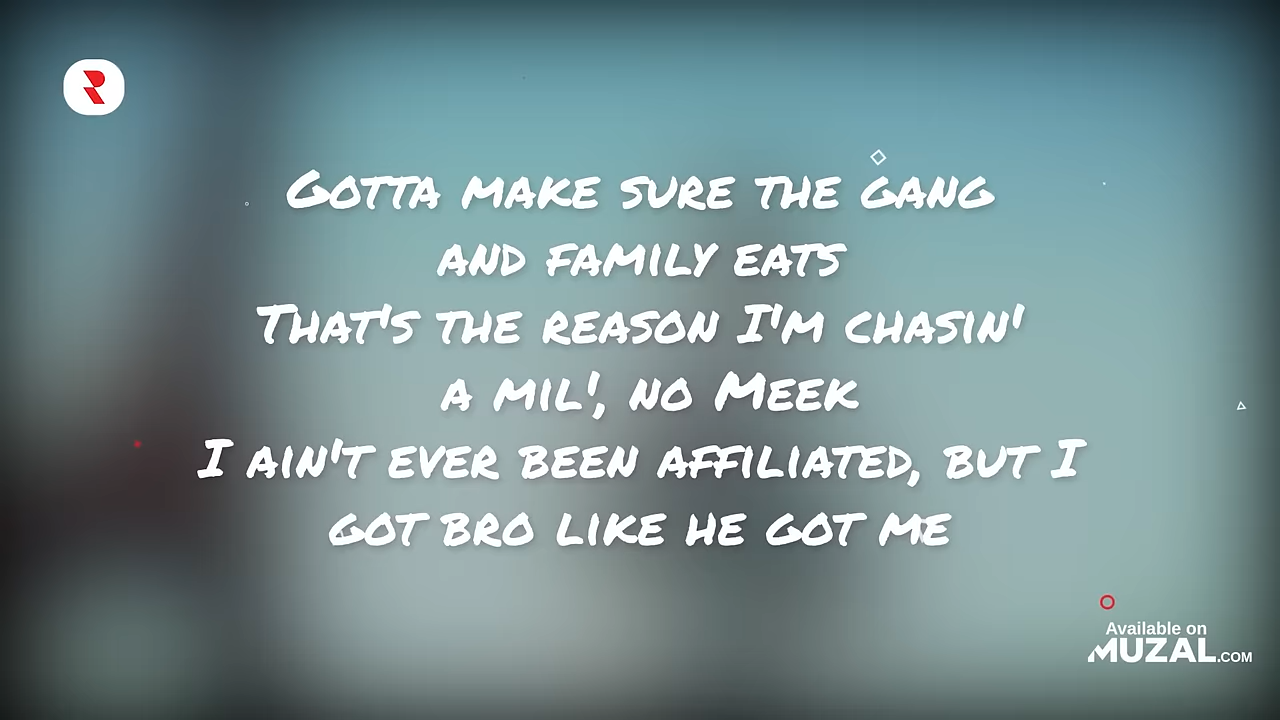 Gotta make sure the gang
and family eats
That's the reason I'm chasin'
a mil', no Meek
I ain't ever been affiliated, but I
got bro like he got me
Available on
MUZAL.COM